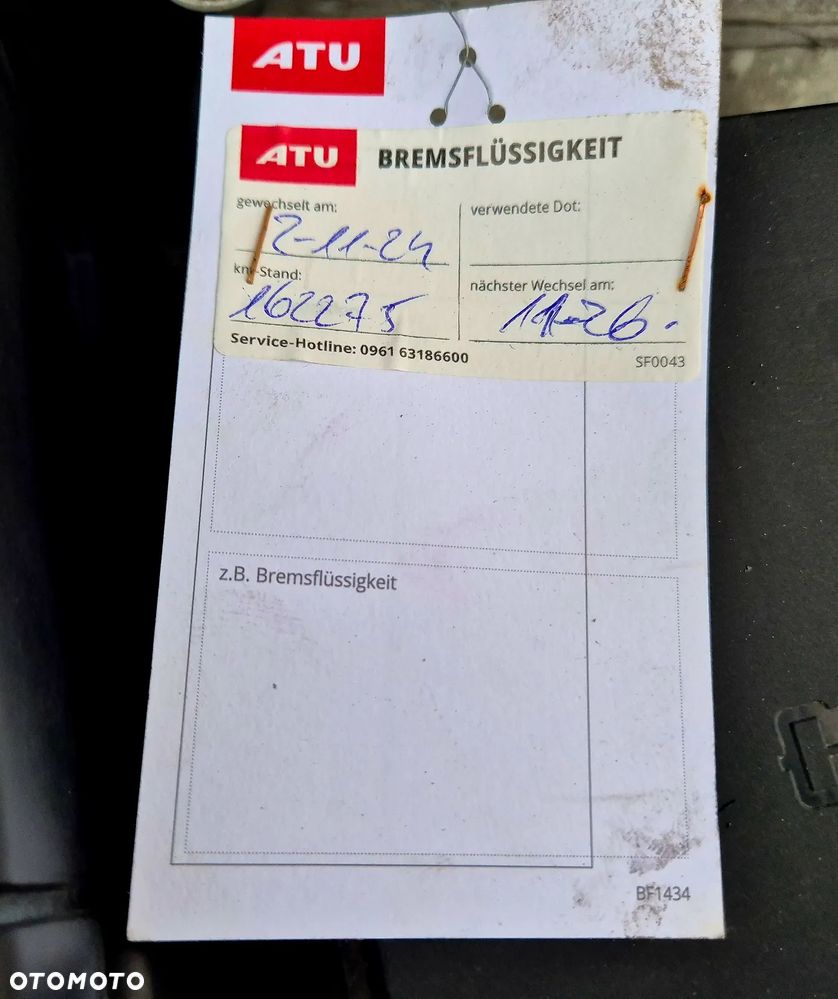 ATU
ATU BREMSFLÜSSIGKEIT
gewechselt am:
2-11-24
verwendete Dot:
km-Stand:
162275
nächster Wechsel am:
11-26.
Service-Hotline: 0961 63186600
SF0043
z.B. Bremsflüssigkeit
BF1434
OTOMOTO